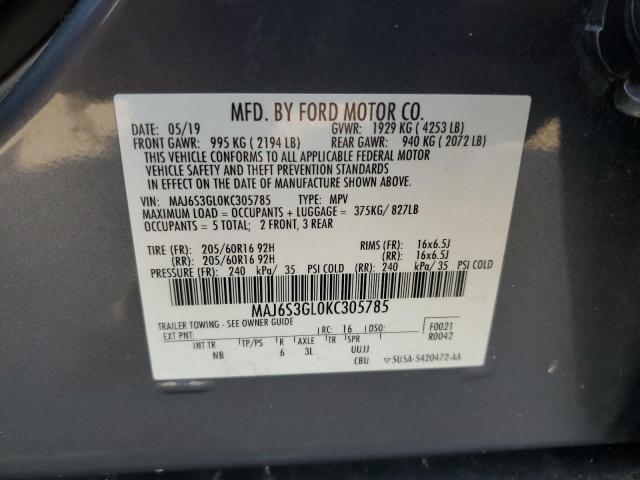 MFD. BY FORD MOTOR CO.
DATE: 05/19 GVWR: 1929 KG ( 4253 LB)
FRONT GAWR: 995 KG ( 2194 LB) REAR GAWR: 940 KG ( 2072 LB)
THIS VEHICLE CONFORMS TO ALL APPLICABLE FEDERAL MOTOR
VEHICLE SAFETY AND THEFT PREVENTION STANDARDS
IN EFFECT ON THE DATE OF MANUFACTURE SHOWN ABOVE.
VIN: MAJ6S3GL0KC305785 TYPE: MPV
MAXIMUM LOAD = OCCUPANTS + LUGGAGE = 375KG/ 827LB
OCCUPANTS = 5 TOTAL; 2 FRONT, 3 REAR
TIRE (FR): 205/60R16 92H RIMS (FR): 16x6.5J
(RR): 205/60R16 92H (RR): 16x6.5J
PRESSURE (FR): 240 kPa/ 35 PSI COLD (RR): 240 kPa/ 35 PSI COLD
MAJ6S3GL0KC305785
TRAILER TOWING - SEE OWNER GUIDE
EXT PNT: RC: 16 DSO: F0021
R0042
INT TR TP/PS R AXLE TR SPR
NB 6 3L UUJJ
CBU SU5A-5420472-AA